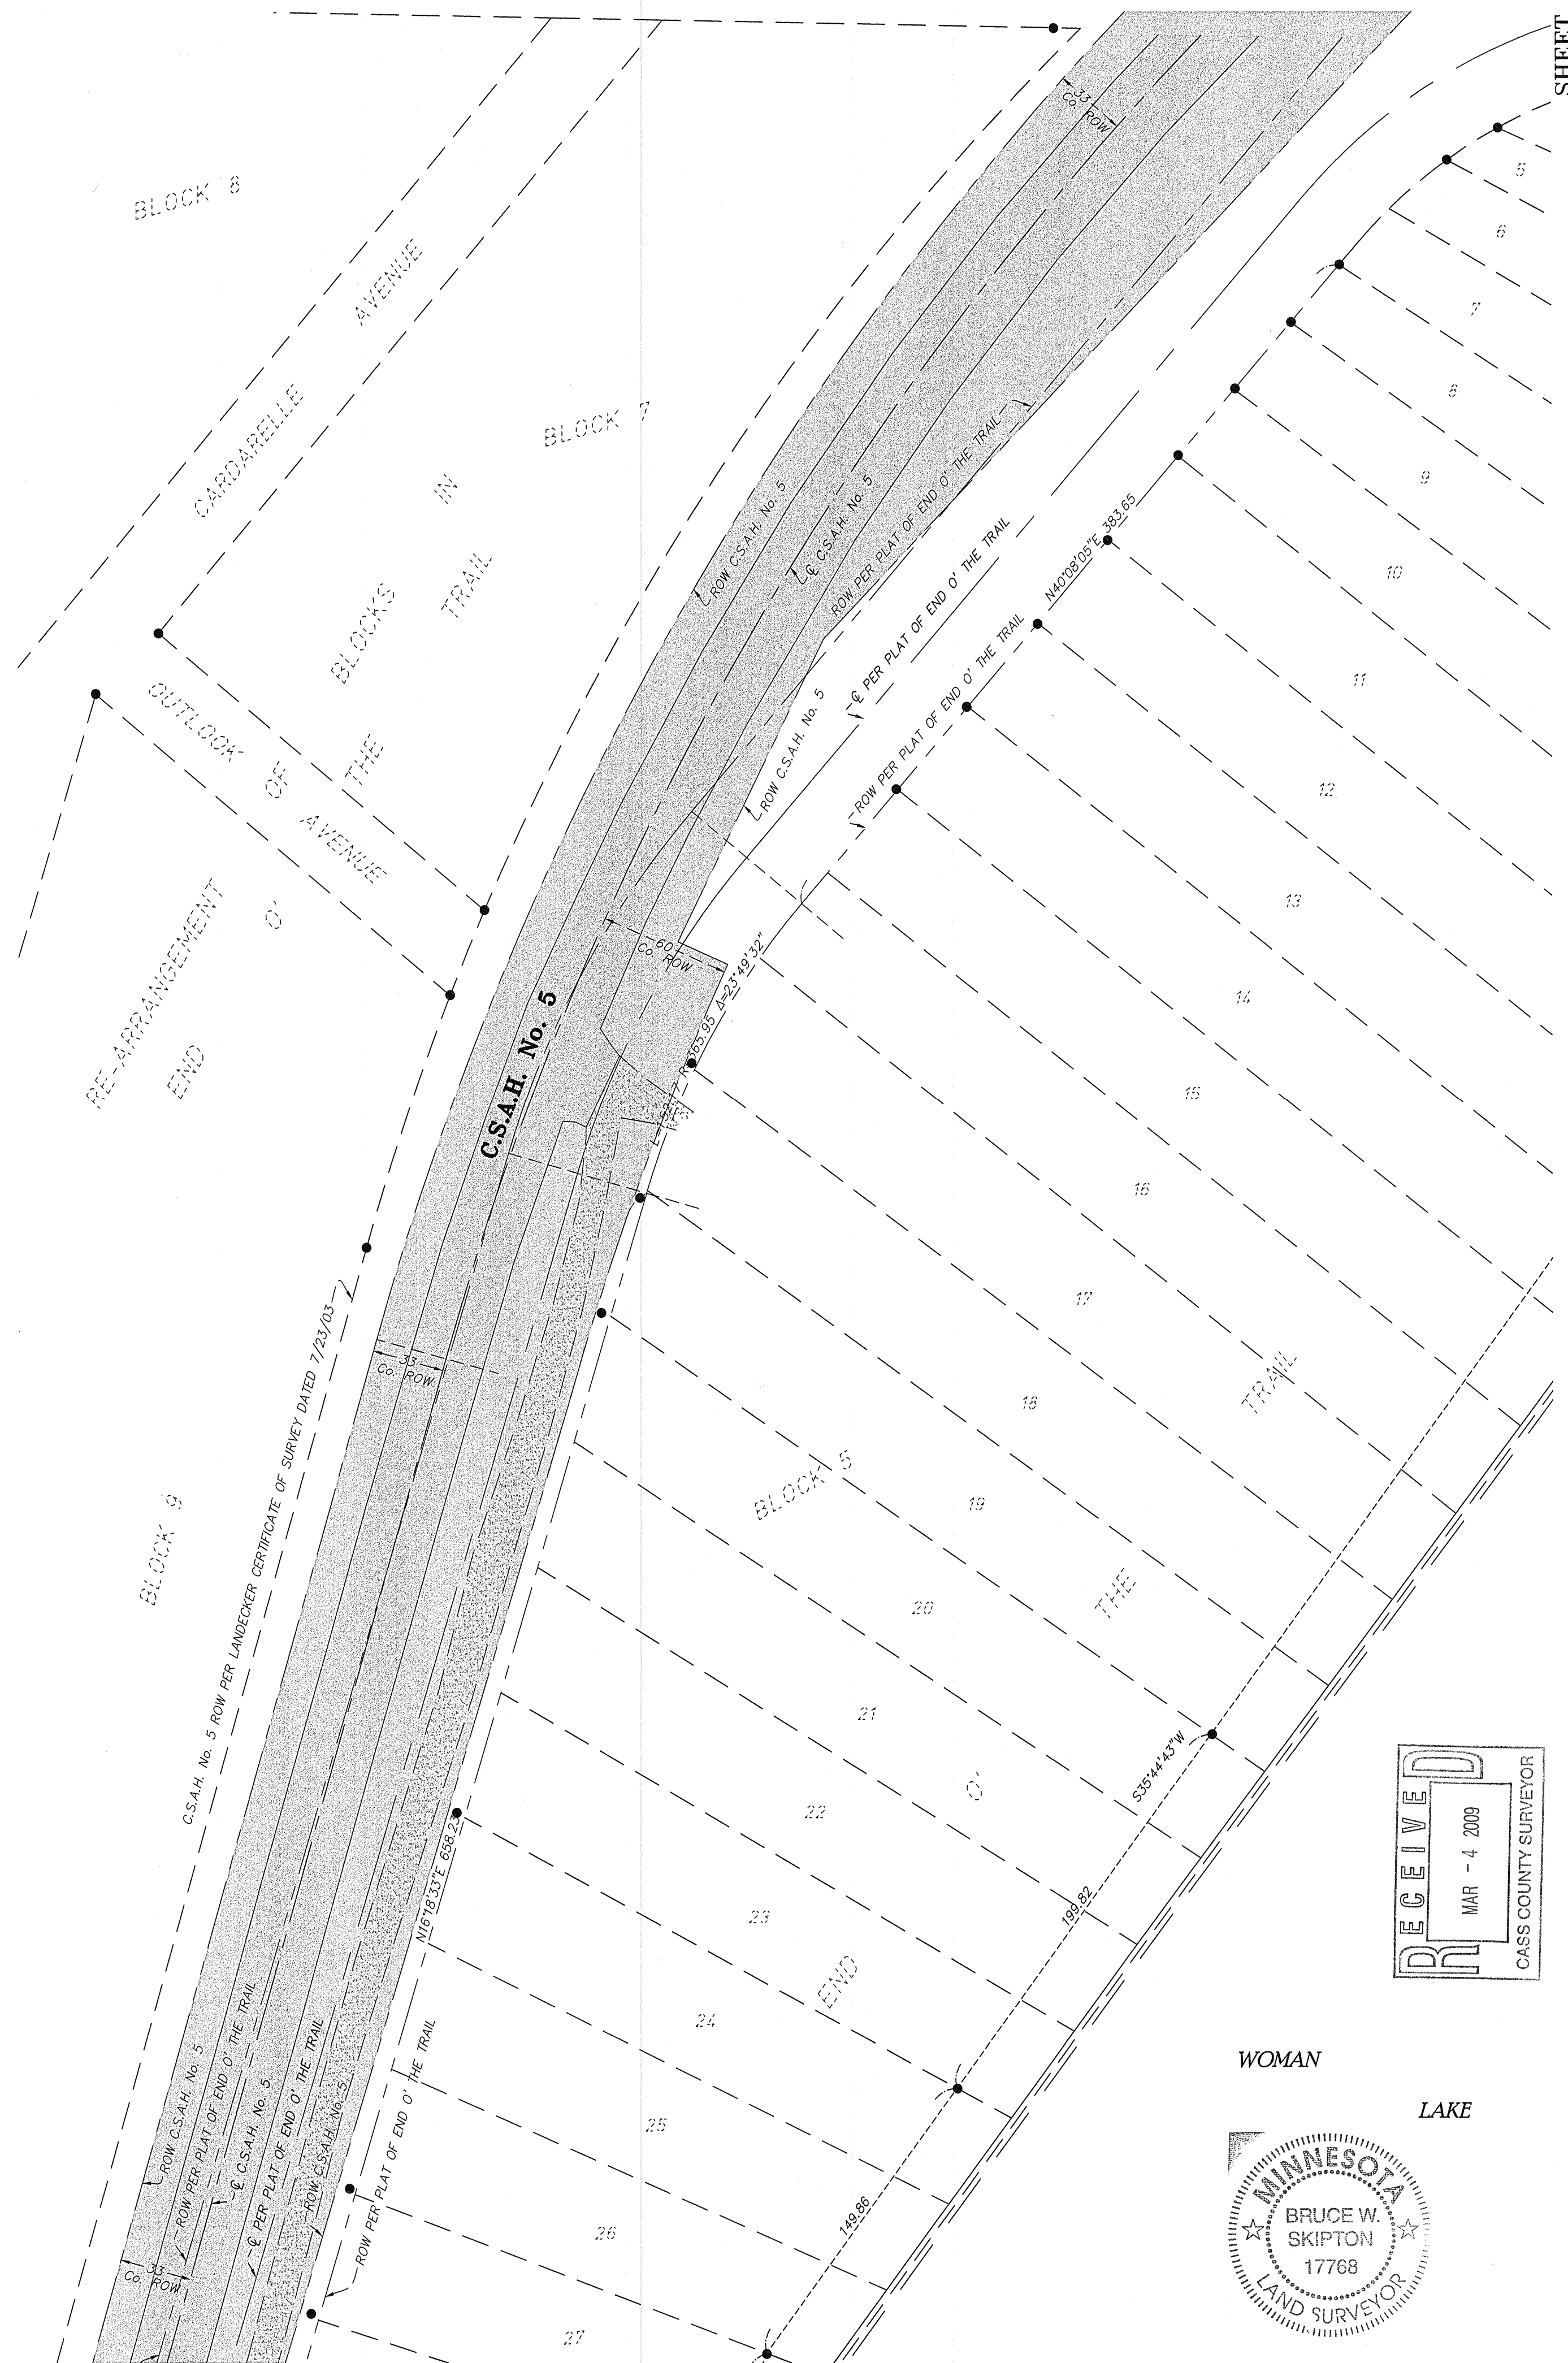 SHEET
33
Co. ROW
BLOCK 8
CARDARELLE AVENUE
BLOCK 7
IN
BLOCKS
TRAIL
THE
OUTLOOK AVENUE
OF
RE-ARRANGEMENT
O'
END
ROW C.S.A.H. No. 5
℄ C.S.A.H. No. 5
ROW PER PLAT OF END O' THE TRAIL
℄ PER PLAT OF END O' THE TRAIL
ROW C.S.A.H. No. 5
ROW PER PLAT OF END O' THE TRAIL
N40°08'05"E 383.65
5
6
7
8
9
10
11
12
13
14
15
16
17
18
19
20
21
22
23
24
25
26
27
60
Co. ROW
C.S.A.H. No. 5
R=365.95 Δ=23°49'32"
33
Co. ROW
C.S.A.H. No. 5 ROW PER LANDECKER CERTIFICATE OF SURVEY DATED 7/23/03
BLOCK 9
BLOCK 5
TRAIL
THE
O'
END
S35°44'43"W
199.82
149.86
N16°18'33"E 658.23
ROW C.S.A.H. No. 5
ROW PER PLAT OF END O' THE TRAIL
℄ C.S.A.H. No. 5
℄ PER PLAT OF END O' THE TRAIL
ROW C.S.A.H. No. 5
ROW PER PLAT OF END O' THE TRAIL
33
Co. ROW
RECEIVED
MAR - 4 2009
CASS COUNTY SURVEYOR
WOMAN
LAKE
MINNESOTA
BRUCE W.
SKIPTON
17768
LAND SURVEYOR